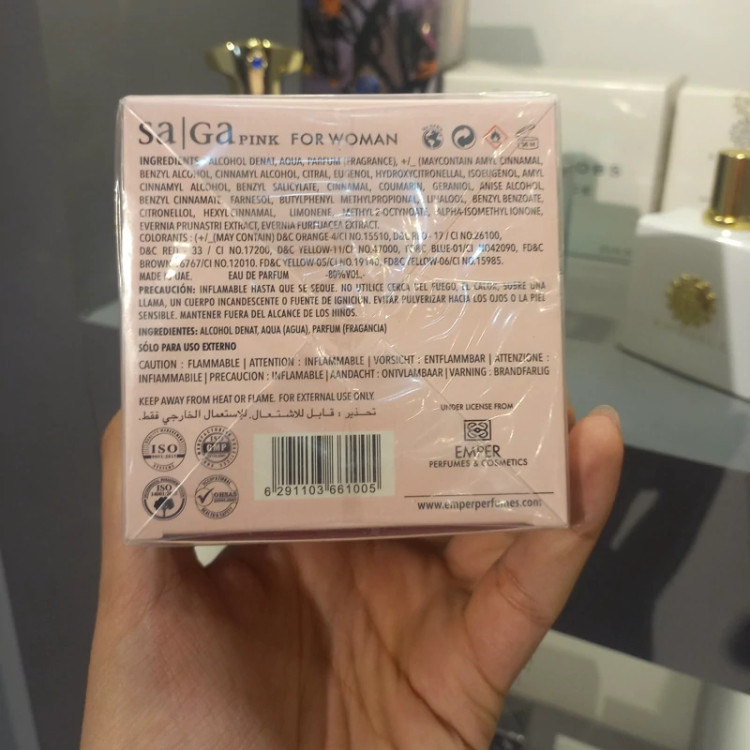 sa|Ga PINK FOR WOMAN
INGREDIENTS: ALCOHOL DENAT, AQUA, PARFUM (FRAGRANCE), +/_ (MAYCONTAIN AMYL CINNAMAL,
BENZYL ALCOHOL, CINNAMYL ALCOHOL, CITRAL, EUGENOL, HYDROXYCITRONELLAL, ISOEUGENOL, AMYL
CINNAMYL ALCOHOL, BENZYL SALICYLATE, CINNAMAL, COUMARIN, GERANIOL, ANISE ALCOHOL,
BENZYL CINNAMATE, FARNESOL, BUTYLPHENYL METHYLPROPIONAL, LINALOOL, BENZYL BENZOATE,
CITRONELLOL, HEXYL CINNAMAL, LIMONENE, METHYL 2-OCTYNOATE, ALPHA-ISOMETHYL IONONE,
EVERNIA PRUNASTRI EXTRACT, EVERNIA FURFURACEA EXTRACT.
COLORANTS : (+/_(MAY CONTAIN) D&C ORANGE-4/CI NO.15510, D&C RED - 17 / CI NO.26100,
D&C RED - 33 / CI NO.17200, D&C YELLOW-11/CI NO.47000, FD&C BLUE-01/CI NO42090, FD&C
BROWN 6767/CI NO.12010. FD&C YELLOW-05/CI NO.19140, FD&C YELLOW-06/CI NO.15985.
MADE IN UAE. EAU DE PARFUM -80%VOL.-
PRECAUCIÓN: INFLAMABLE HASTA QUE SE SEQUE. NO UTILICE CERCA DEL FUEGO, EL CALOR, SOBRE UNA
LLAMA, UN CUERPO INCANDESCENTE O FUENTE DE IGNICIÓN. EVITAR PULVERIZAR HACIA LOS OJOS O LA PIEL
SENSIBLE. MANTENER FUERA DEL ALCANCE DE LOS NIÑOS.
INGREDIENTES: ALCOHOL DENAT, AQUA (AGUA), PARFUM (FRAGANCIA)
SÓLO PARA USO EXTERNO
CAUTION : FLAMMABLE | ATTENTION : INFLAMMABLE | VORSICHT : ENTFLAMMBAR | ATTENZIONE :
INFIAMMABILE | PRECAUCION : INFLAMABLE | AANDACHT : ONTVLAMBAAR | VARNING : BRANDFARLIG
KEEP AWAY FROM HEAT OR FLAME. FOR EXTERNAL USE ONLY.
تحذير : قابل للاشتعال. للإستعمال الخارجي فقط.
UNDER LICENSE FROM
EMPER
PERFUMES & COSMETICS
www.emperperfumes.com
ISO
GMP
ISO
OHSAS
6 291103 661005